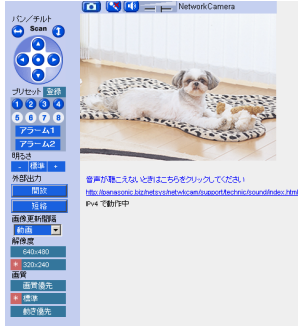 NetworkCamera
パン/チルト
Scan
プリセット 登録
1 2 3 4
5 6 7 8
アラーム1
アラーム2
明るさ
- 標準 +
外部出力
開放
短絡
画像更新間隔
動画
解像度
640×480
* 320×240
画質
画質優先
* 標準
動き優先
音声が聴こえないときはこちらをクリックしてください
http://panasonic.biz/netsys/netwkcam/support/technic/sound/index.html
IPv4 で動作中